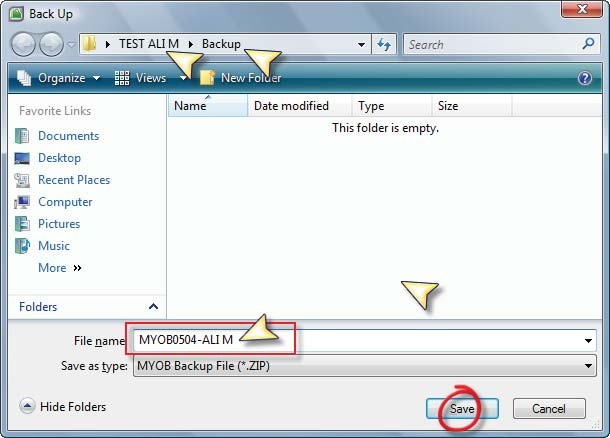 Back Up
TEST ALI M Backup Search
Organize Views New Folder
Favorite Links Name Date modified Type Size
This folder is empty.
Documents
Desktop
Recent Places
Computer
Pictures
Music
More »
Folders
File name: MYOB0504-ALI M
Save as type: MYOB Backup File (*.ZIP)
Hide Folders Save Cancel